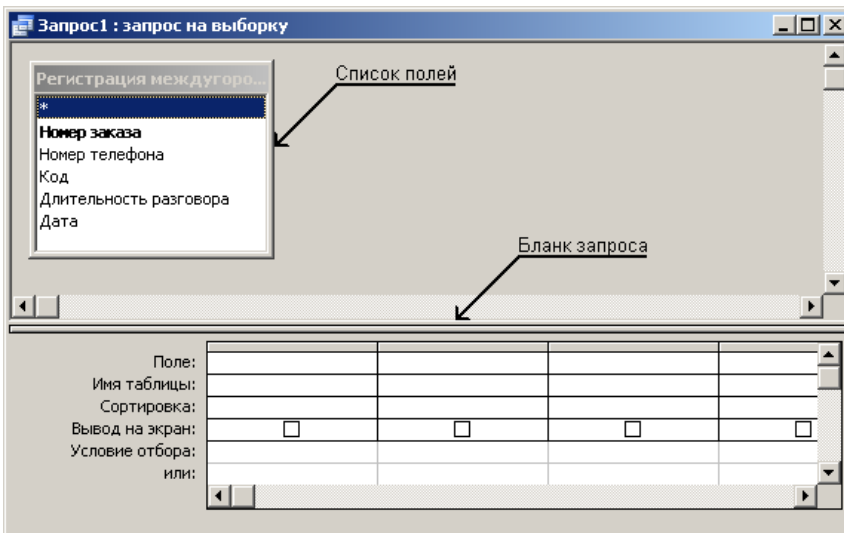 Запрос1 : запрос на выборку
Регистрация междугоро...
Список полей
*
Номер заказа
Номер телефона
Код
Длительность разговора
Дата
Бланк запроса
Поле:
Имя таблицы:
Сортировка:
Вывод на экран:
Условие отбора:
или: